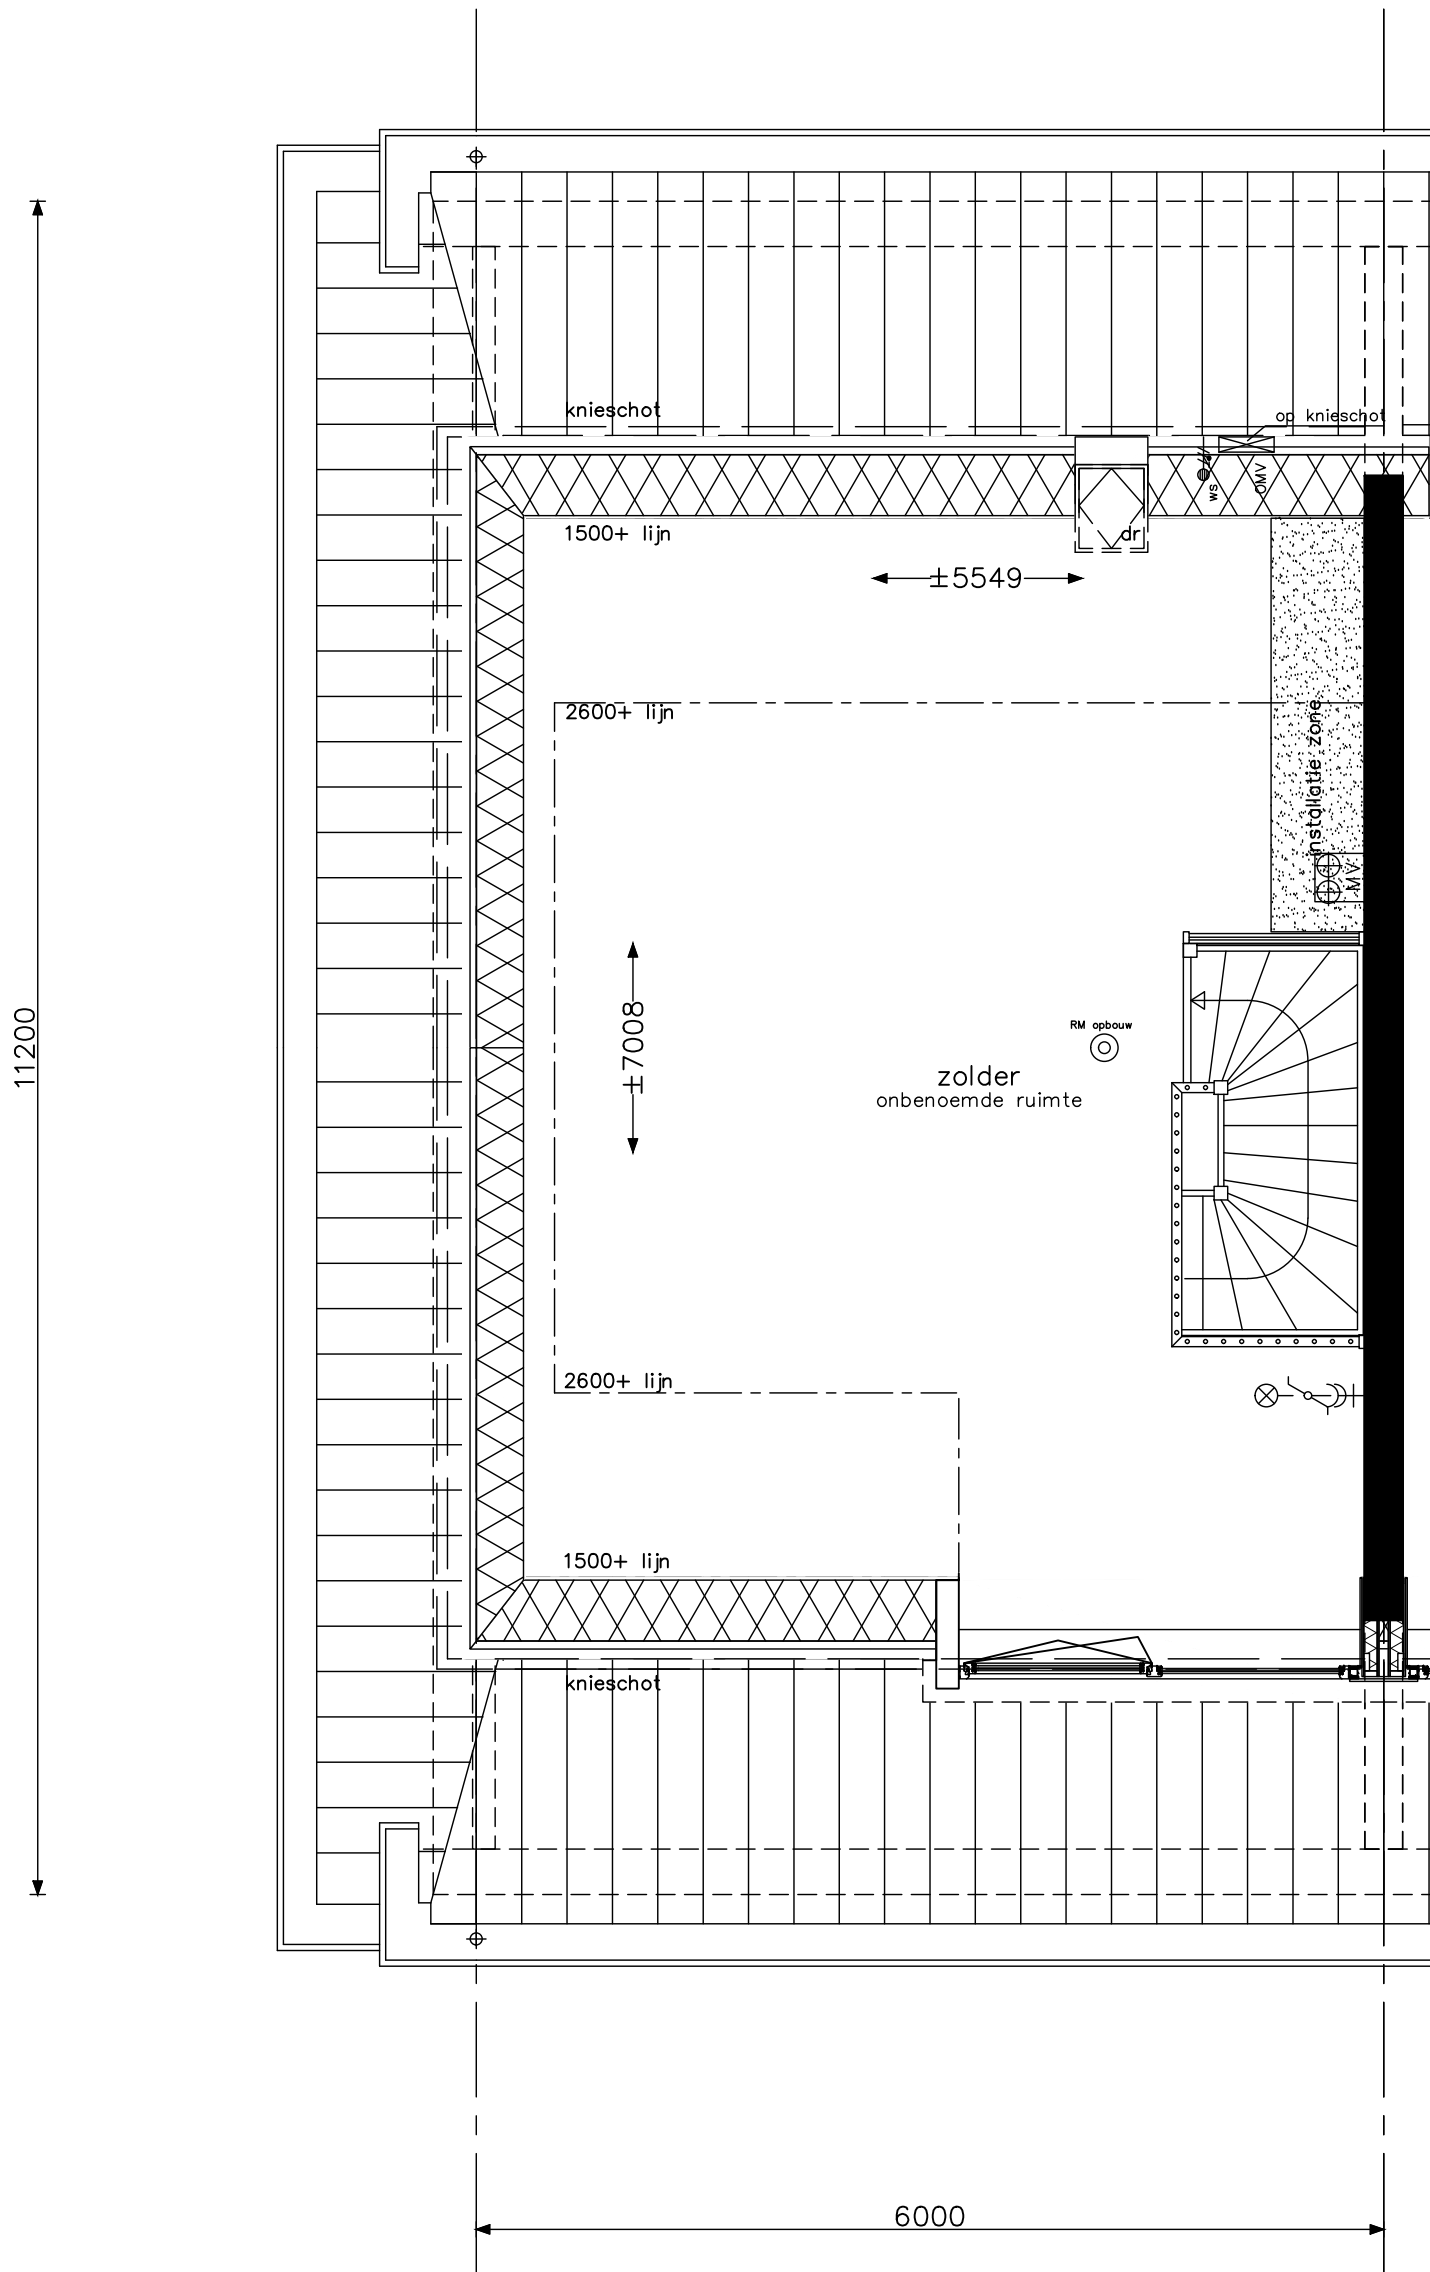 knieschot
op knieschot
ws
OMV
1500+ lijn
dr
±5549
2600+ lijn
installatie zone
MV
11200
±7008
RM opbouw
zolder
onbenoemde ruimte
2600+ lijn
1500+ lijn
knieschot
6000